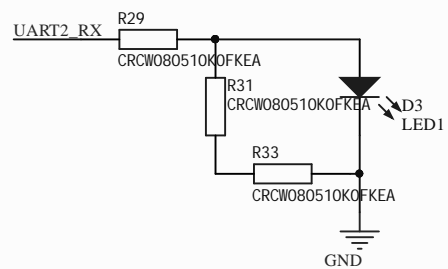 R29
UART2_RX
CRCW080510K0FKEA
R31
CRCW080510K0FKEA
D3
LED1
R33
CRCW080510K0FKEA
GND